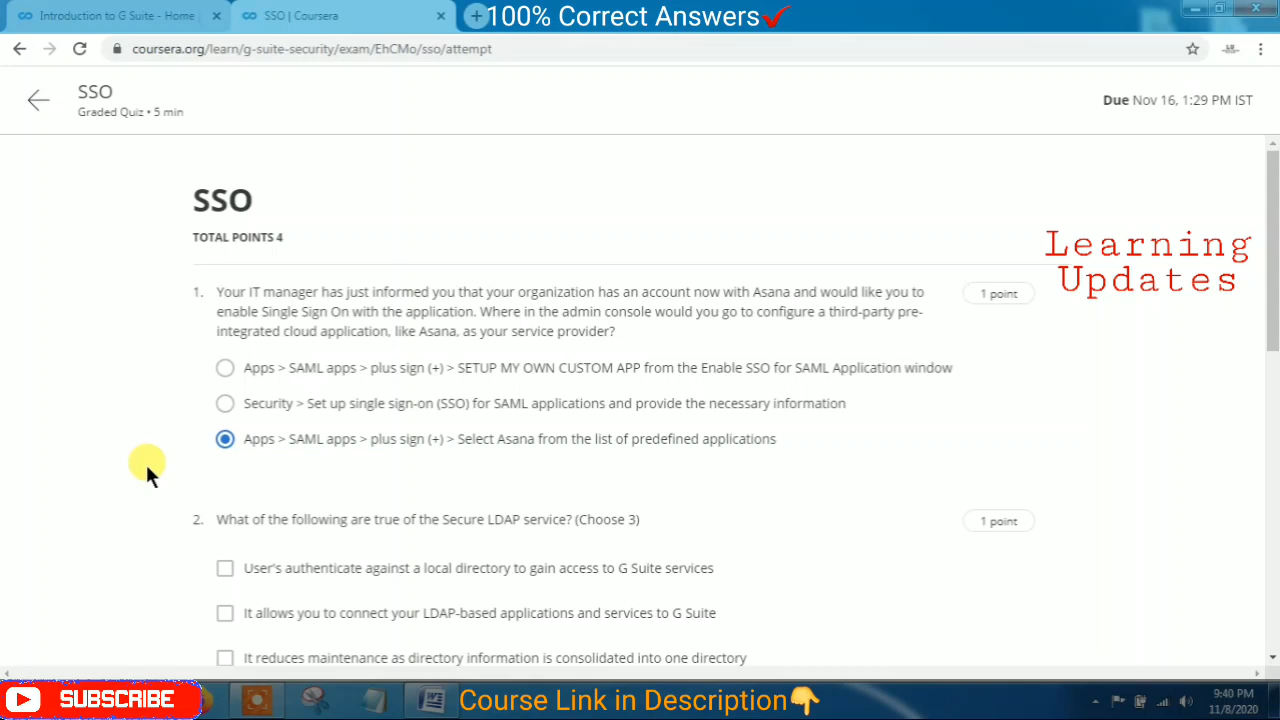 Introduction to G Suite - Home
SSO | Coursera
100% Correct Answers
coursera.org/learn/g-suite-security/exam/EhCMo/sso/attempt
SSO
Graded Quiz • 5 min
Due Nov 16, 1:29 PM IST
SSO
TOTAL POINTS 4
Learning
Updates
1. Your IT manager has just informed you that your organization has an account now with Asana and would like you to
enable Single Sign On with the application. Where in the admin console would you go to configure a third-party pre-
integrated cloud application, like Asana, as your service provider?
1 point
Apps > SAML apps > plus sign (+) > SETUP MY OWN CUSTOM APP from the Enable SSO for SAML Application window
Security > Set up single sign-on (SSO) for SAML applications and provide the necessary information
Apps > SAML apps > plus sign (+) > Select Asana from the list of predefined applications
2. What of the following are true of the Secure LDAP service? (Choose 3)
1 point
User's authenticate against a local directory to gain access to G Suite services
It allows you to connect your LDAP-based applications and services to G Suite
It reduces maintenance as directory information is consolidated into one directory
SUBSCRIBE
Course Link in Description
9:40 PM
11/8/2020